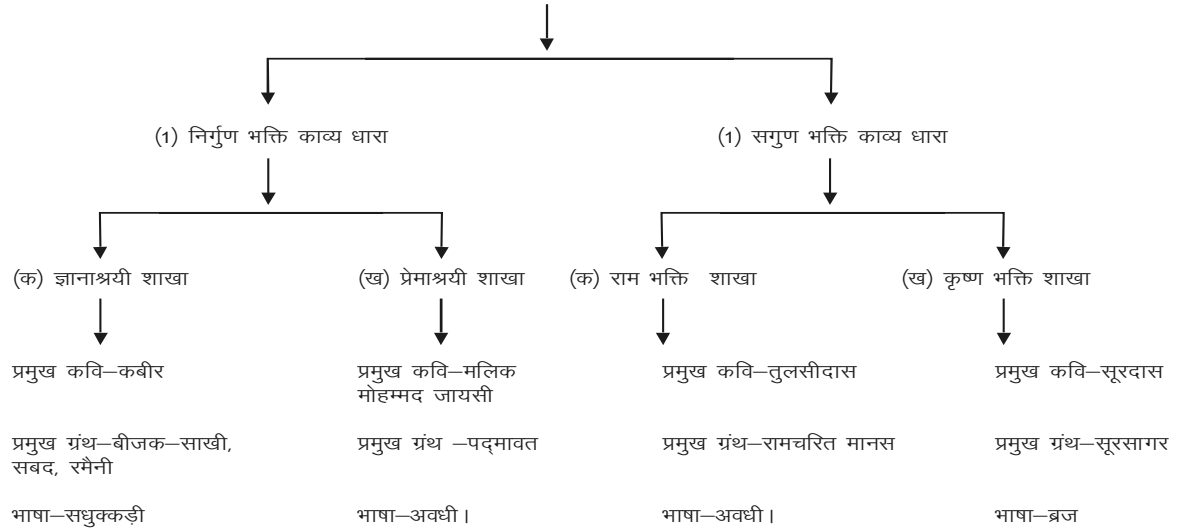 (1) निर्गुण भक्ति काव्य धारा
(1) सगुण भक्ति काव्य धारा
(क) ज्ञानाश्रयी शाखा
(ख) प्रेमाश्रयी शाखा
(क) राम भक्ति शाखा
(ख) कृष्ण भक्ति शाखा
प्रमुख कवि–कबीर
प्रमुख कवि–मलिक
मोहम्मद जायसी
प्रमुख कवि–तुलसीदास
प्रमुख कवि–सूरदास
प्रमुख ग्रंथ–बीजक–साखी,
सबद, रमैनी
प्रमुख ग्रंथ –पद्मावत
प्रमुख ग्रंथ–रामचरित मानस
प्रमुख ग्रंथ–सूरसागर
भाषा–सधुक्कड़ी
भाषा–अवधी।
भाषा–अवधी।
भाषा–ब्रज